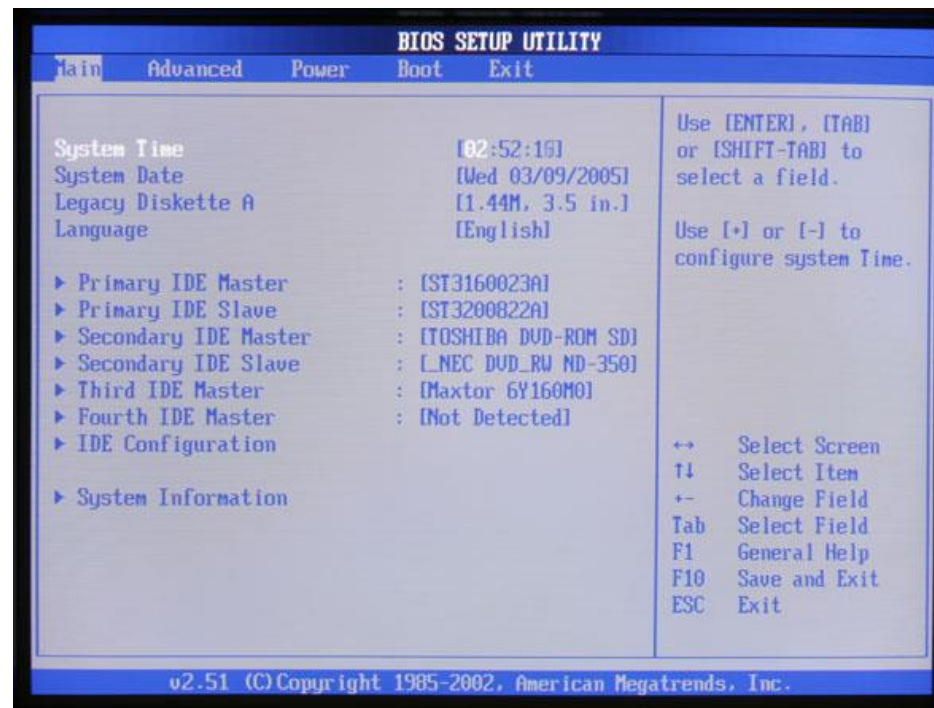 BIOS SETUP UTILITY
Main Advanced Power Boot Exit
System Time [02:52:16]
System Date [Wed 03/09/2005]
Legacy Diskette A [1.44M, 3.5 in.]
Language [English]
▶ Primary IDE Master : [ST3160023A]
▶ Primary IDE Slave : [ST3200822A]
▶ Secondary IDE Master : [TOSHIBA DVD-ROM SD]
▶ Secondary IDE Slave : [_NEC DVD_RW ND-350]
▶ Third IDE Master : [Maxtor 6Y160M0]
▶ Fourth IDE Master : [Not Detected]
▶ IDE Configuration
▶ System Information
Use [ENTER], [TAB]
or [SHIFT-TAB] to
select a field.
Use [+] or [-] to
configure system Time.
↔ Select Screen
↑↓ Select Item
+- Change Field
Tab Select Field
F1 General Help
F10 Save and Exit
ESC Exit
v2.51 (C)Copyright 1985-2002, American Megatrends, Inc.